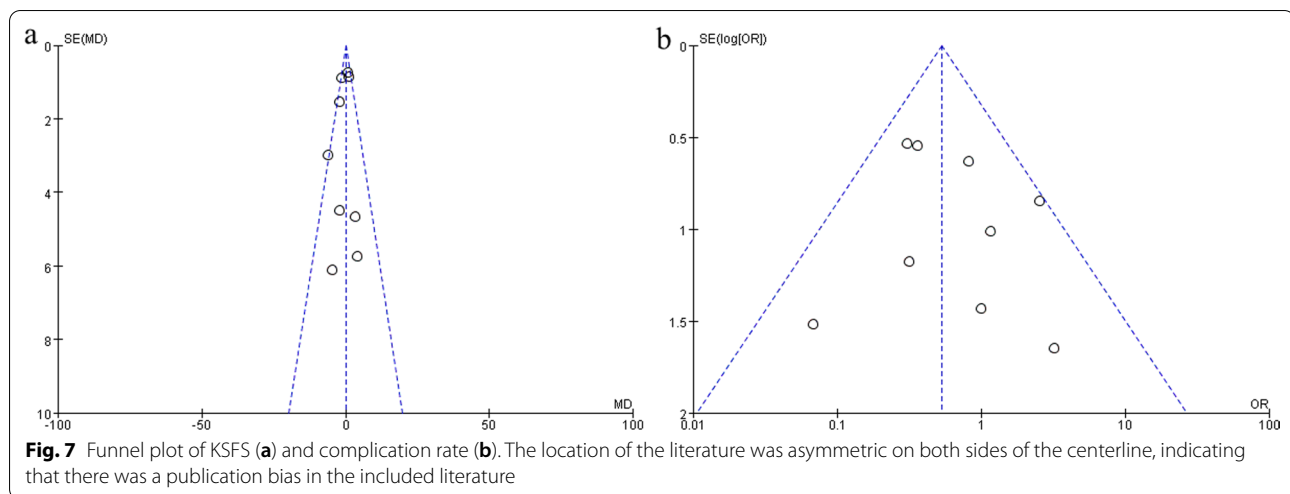 a
SE(MD)
0
2
4
6
8
10
-100
-50
0
50
100
MD
b
SE(log[OR])
0
0.5
1
1.5
2
0.01
0.1
1
10
100
OR
Fig. 7 Funnel plot of KSFS (a) and complication rate (b). The location of the literature was asymmetric on both sides of the centerline, indicating
that there was a publication bias in the included literature